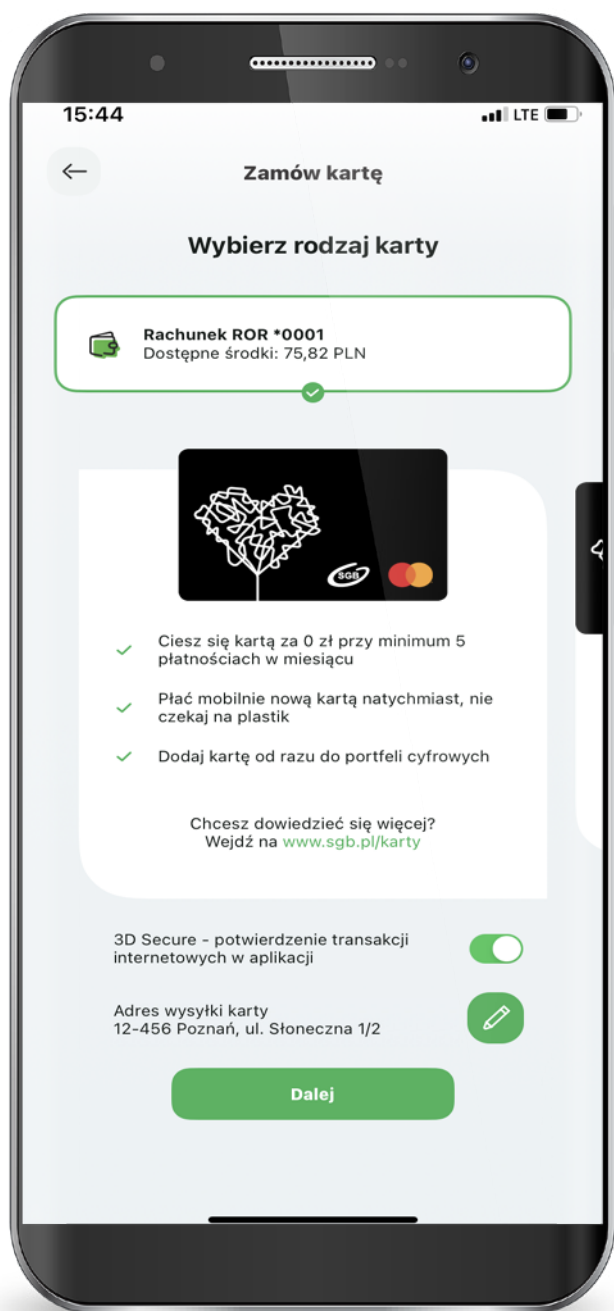 15:44
LTE
Zamów kartę
Wybierz rodzaj karty
Rachunek ROR *0001
Dostępne środki: 75,82 PLN
SGB
Ciesz się kartą za 0 zł przy minimum 5
płatnościach w miesiącu
Płać mobilnie nową kartą natychmiast, nie
czekaj na plastik
Dodaj kartę od razu do portfeli cyfrowych
Chcesz dowiedzieć się więcej?
Wejdź na www.sgb.pl/karty
3D Secure – potwierdzenie transakcji
internetowych w aplikacji
Adres wysyłki karty
12-456 Poznań, ul. Słoneczna 1/2
Dalej